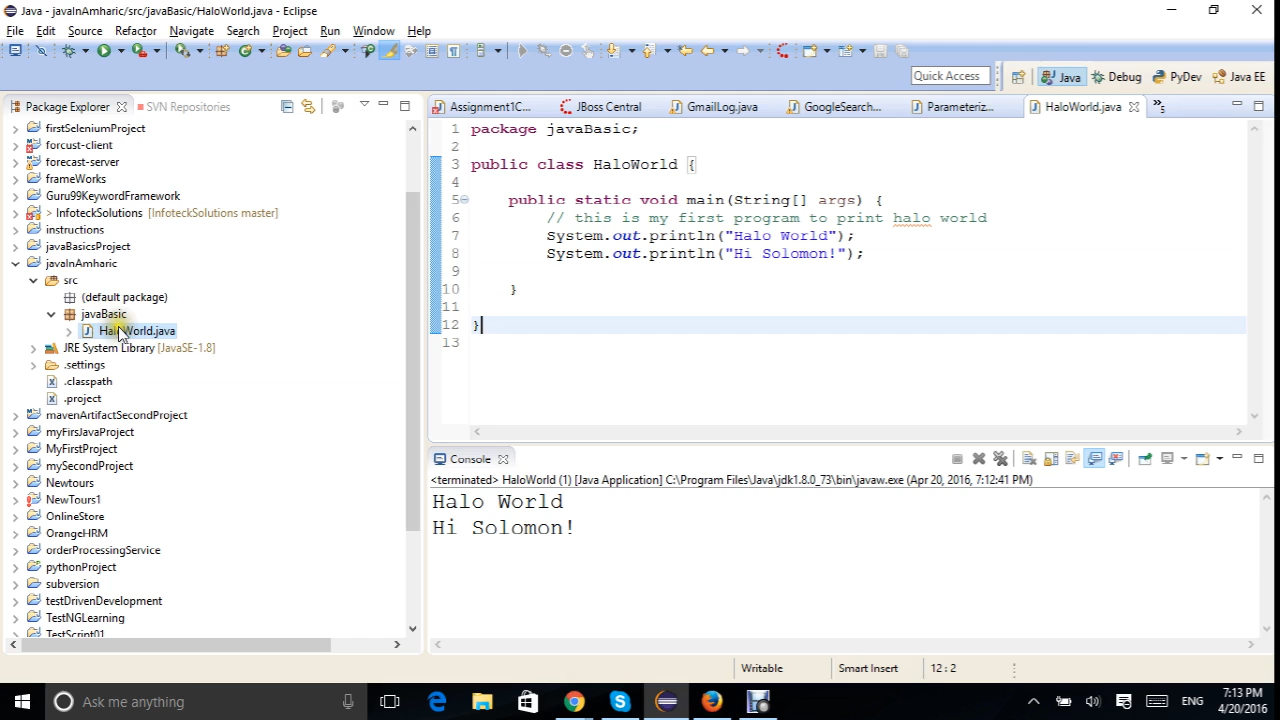 Java - javaInAmharic/src/javaBasic/HaloWorld.java - Eclipse
File Edit Source Refactor Navigate Search Project Run Window Help
Quick Access Java Debug PyDev Java EE
Package Explorer SVN Repositories
firstSeleniumProject
forcust-client
forecast-server
frameWorks
Guru99KeywordFramework
> InfoteckSolutions [InfoteckSolutions master]
instructions
javaBasicsProject
javaInAmharic
src
(default package)
javaBasic
HaloWorld.java
JRE System Library [JavaSE-1.8]
.settings
.classpath
.project
mavenArtifactSecondProject
myFirsJavaProject
MyFirstProject
mySecondProject
Newtours
NewTours1
OnlineStore
OrangeHRM
orderProcessingService
pythonProject
subversion
testDrivenDevelopment
TestNGLearning
TestScript01
Assignment1C... JBoss Central GmailLog.java GoogleSearch... Parameteriz... HaloWorld.java »5
1 package javaBasic;
2
3 public class HaloWorld {
4
5 public static void main(String[] args) {
6 // this is my first program to print halo world
7 System.out.println("Halo World");
8 System.out.println("Hi Solomon!");
9
10 }
11
12 }
13
Console
<terminated> HaloWorld (1) [Java Application] C:\Program Files\Java\jdk1.8.0_73\bin\javaw.exe (Apr 20, 2016, 7:12:41 PM)
Halo World
Hi Solomon!
Writable Smart Insert 12 : 2
Ask me anything
ENG
7:13 PM
4/20/2016